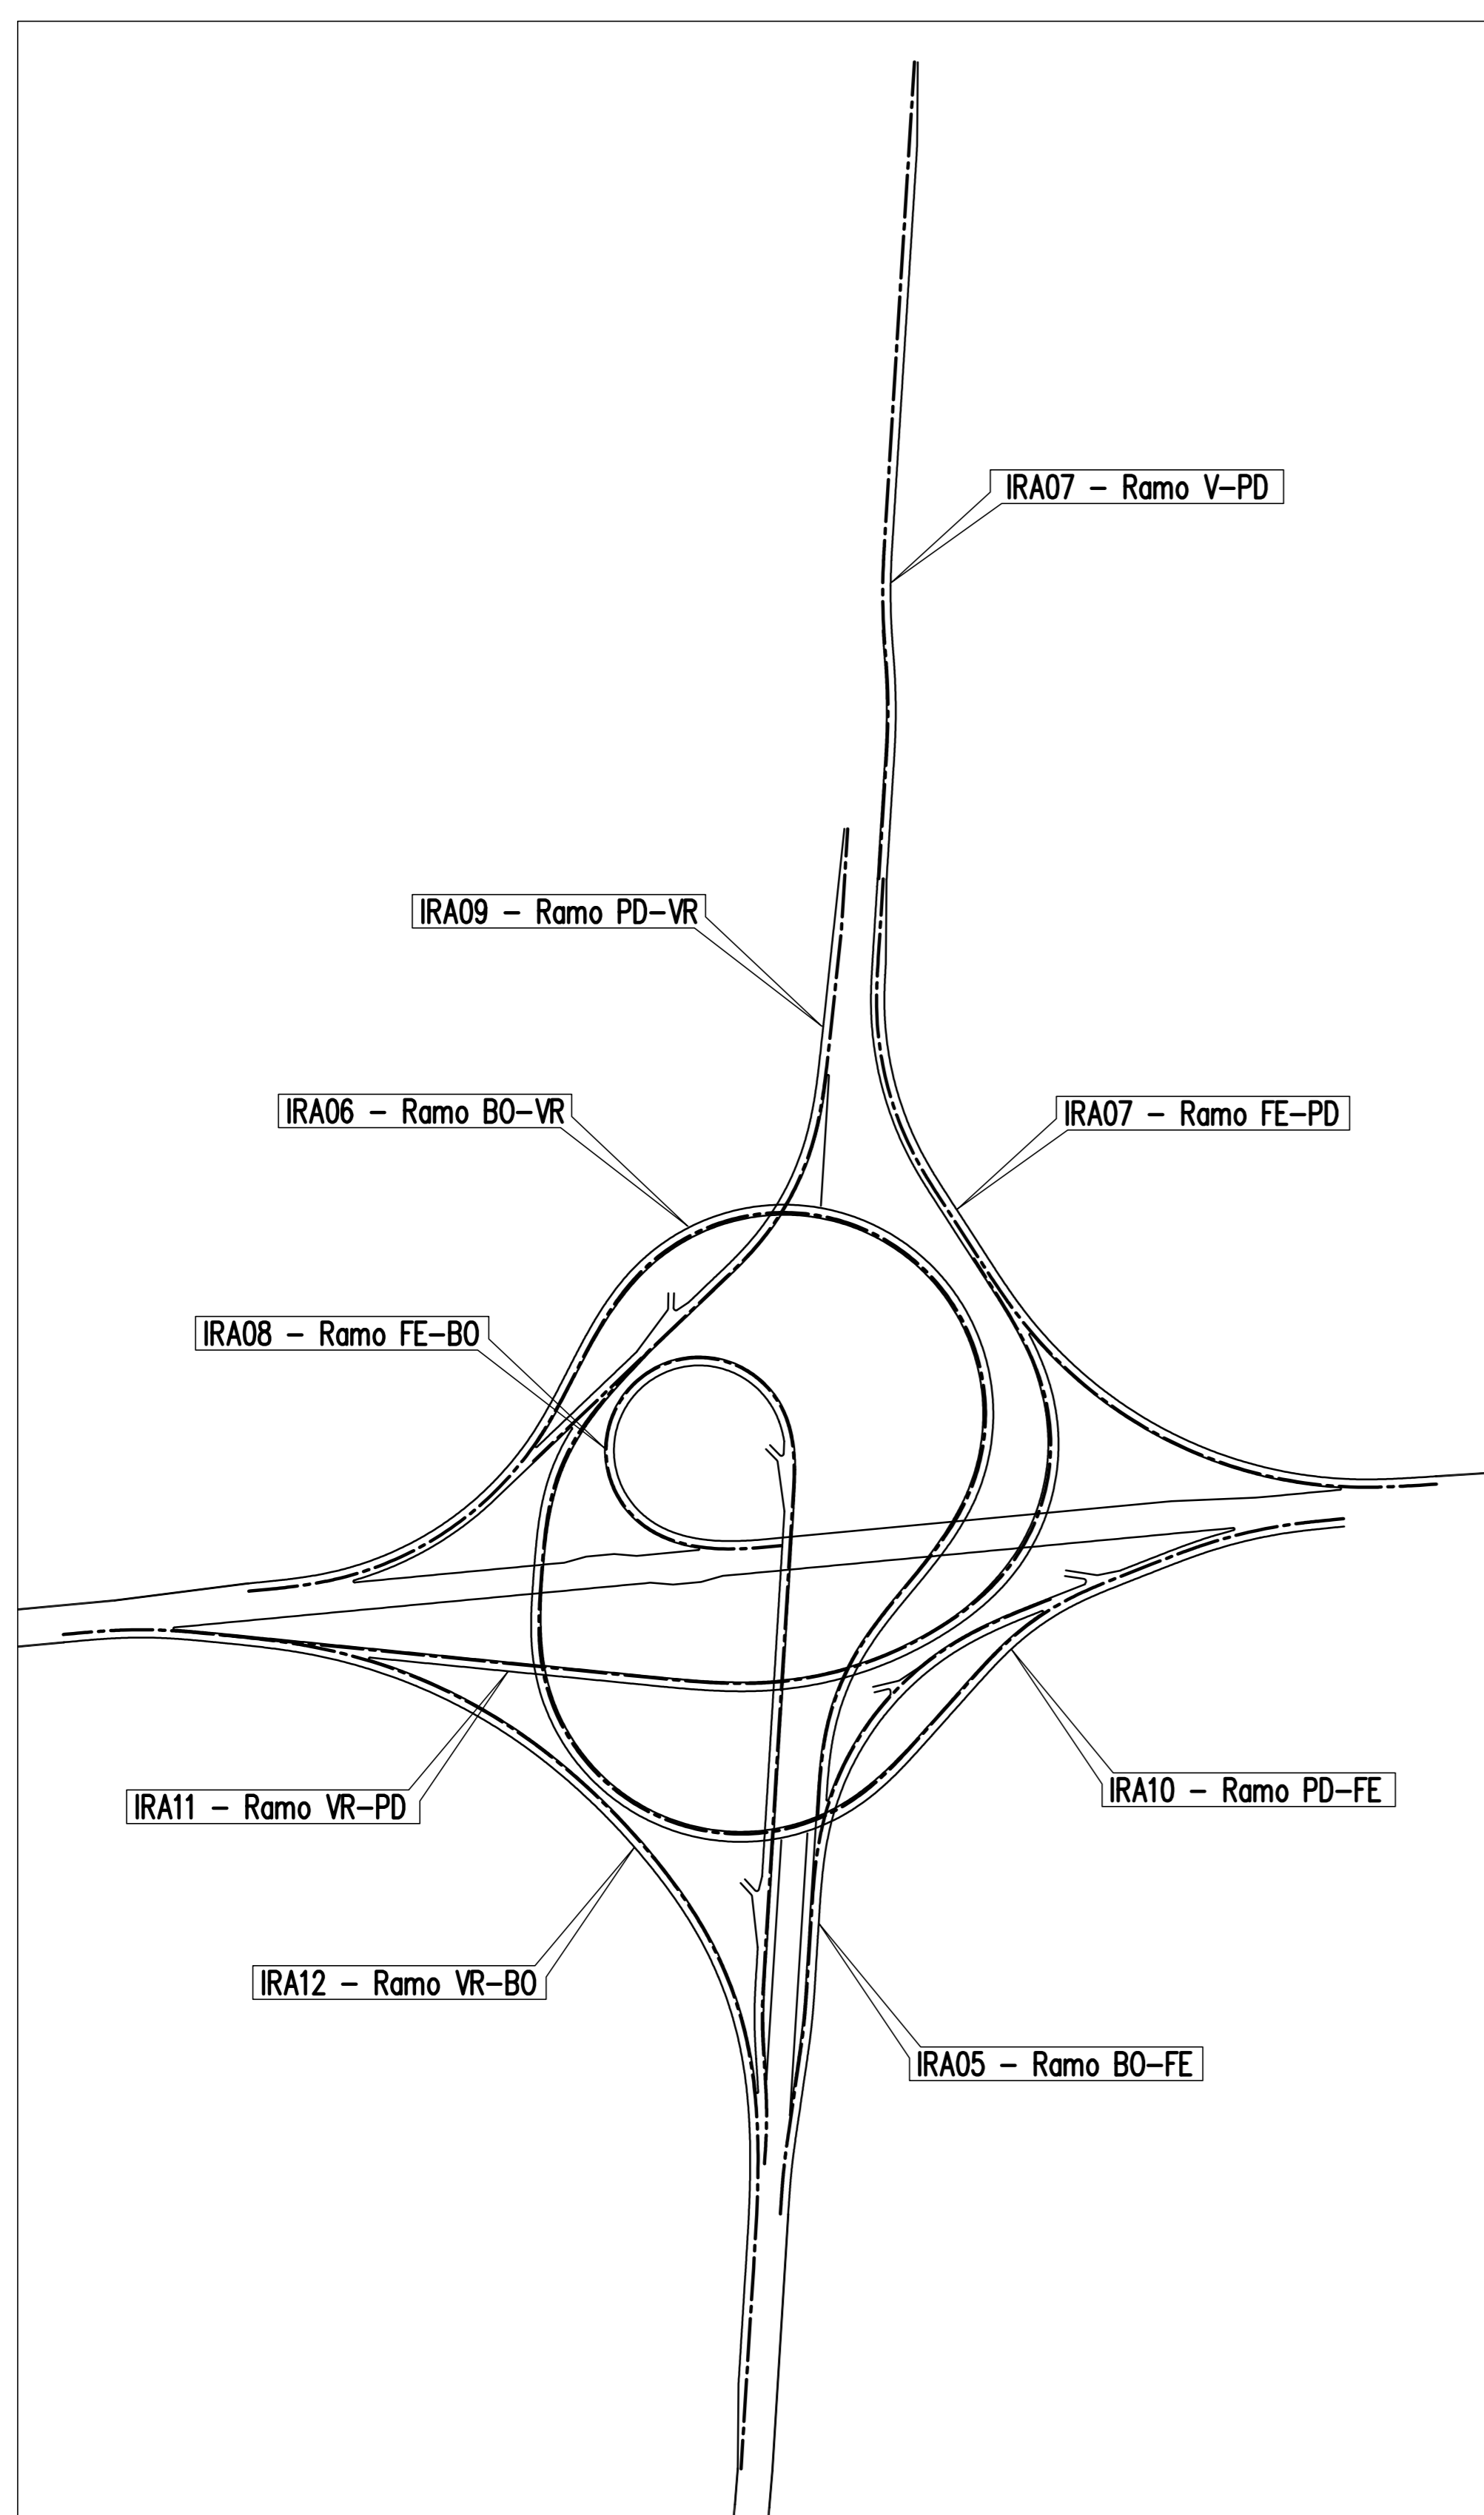 IRA07 - Ramo V-PD
IRA09 - Ramo PD-VR
IRA06 - Ramo BO-VR
IRA07 - Ramo FE-PD
IRA08 - Ramo FE-BO
IRA10 - Ramo PD-FE
IRA11 - Ramo VR-PD
IRA12 - Ramo VR-BO
IRA05 - Ramo BO-FE